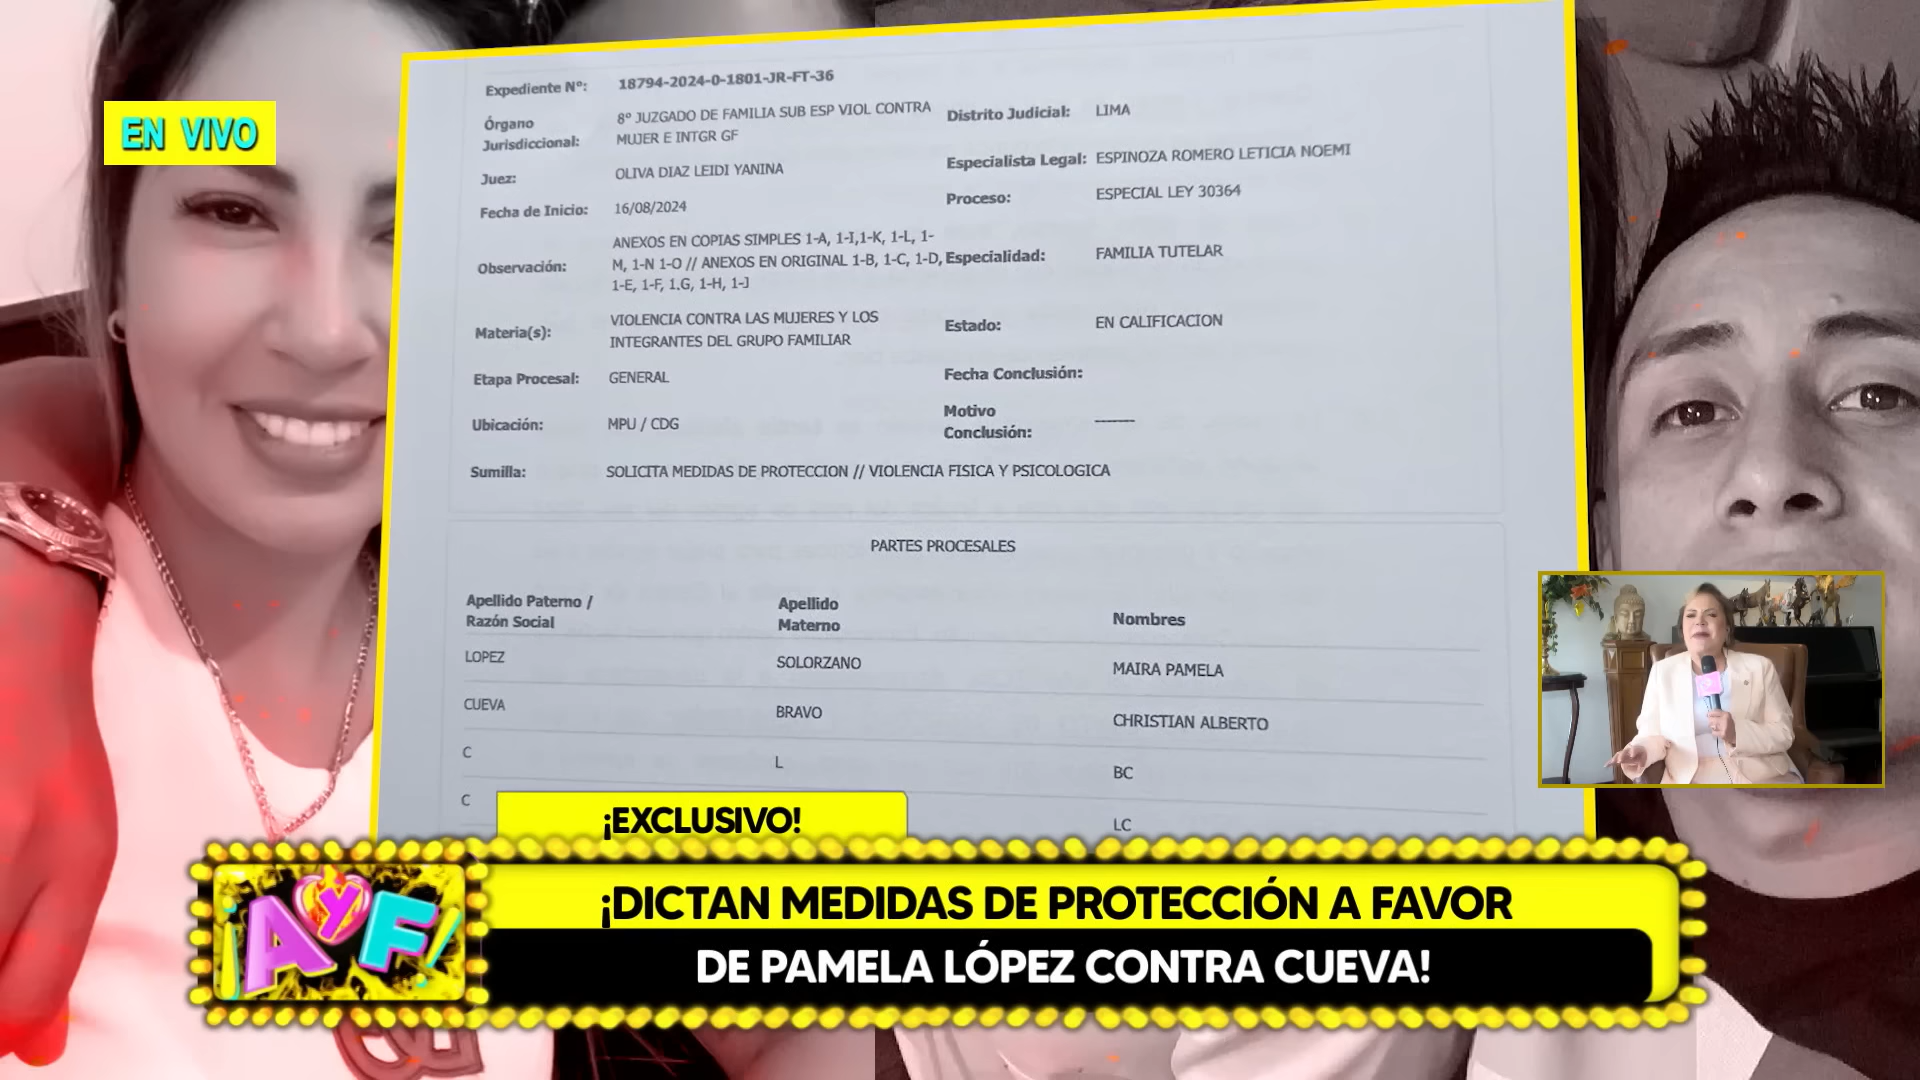 EN VIVO
Expediente N°: 18794-2024-0-1801-JR-FT-36
Órgano Jurisdiccional: 8° JUZGADO DE FAMILIA SUB ESP VIOL CONTRA MUJER E INTGR GF
Distrito Judicial: LIMA
Juez: OLIVA DIAZ LEIDI YANINA
Especialista Legal: ESPINOZA ROMERO LETICIA NOEMI
Fecha de Inicio: 16/08/2024
Proceso: ESPECIAL LEY 30364
Observación: ANEXOS EN COPIAS SIMPLES 1-A, 1-I,1-K, 1-L, 1-
M, 1-N 1-O // ANEXOS EN ORIGINAL 1-B, 1-C, 1-D,
1-E, 1-F, 1.G, 1-H, 1-J
Especialidad: FAMILIA TUTELAR
Materia(s): VIOLENCIA CONTRA LAS MUJERES Y LOS
INTEGRANTES DEL GRUPO FAMILIAR
Estado: EN CALIFICACION
Etapa Procesal: GENERAL
Fecha Conclusión:
Ubicación: MPU / CDG
Motivo Conclusión: -------
Sumilla: SOLICITA MEDIDAS DE PROTECCION // VIOLENCIA FISICA Y PSICOLOGICA
PARTES PROCESALES
Apellido Paterno / Razón Social Apellido Materno Nombres
LOPEZ SOLORZANO MAIRA PAMELA
CUEVA BRAVO CHRISTIAN ALBERTO
C L BC
C LC
¡EXCLUSIVO!
¡AYF!
¡DICTAN MEDIDAS DE PROTECCIÓN A FAVOR
DE PAMELA LÓPEZ CONTRA CUEVA!